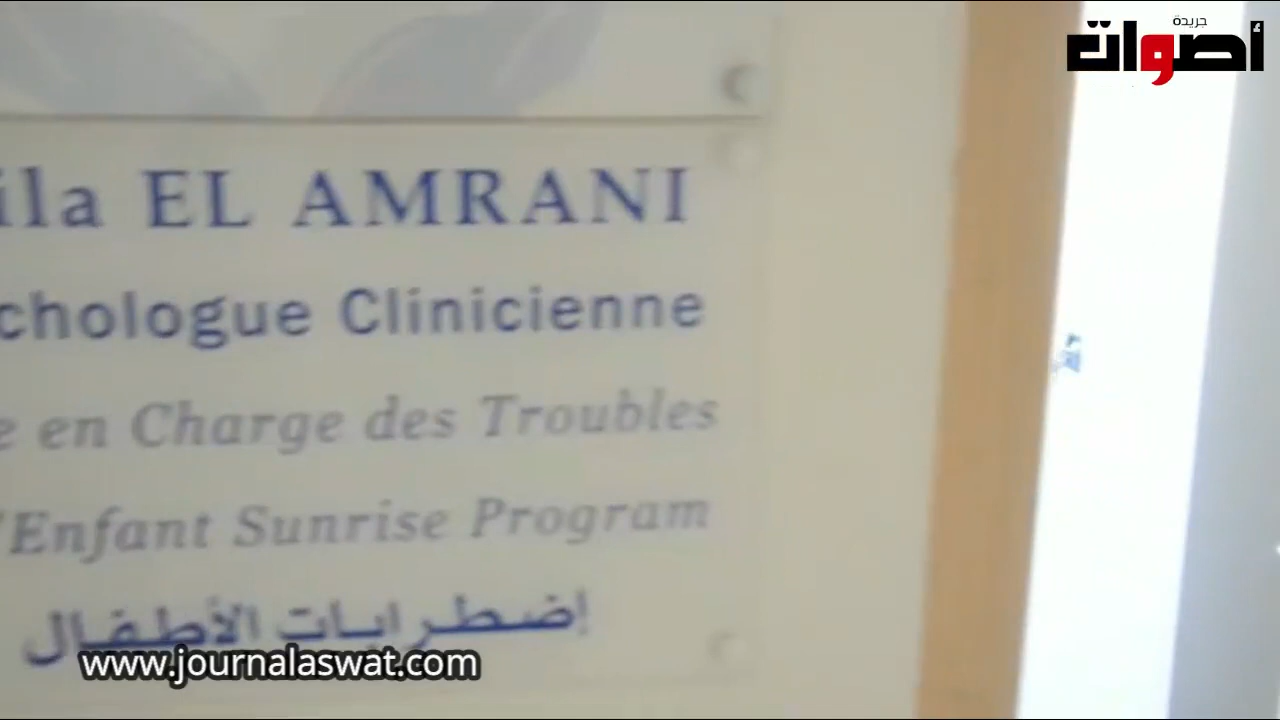 جريدة
أصوات
ila EL AMRANI
chologue Clinicienne
e en Charge des Troubles
l'Enfant Sunrise Program
إضطرابات الأطفال
www.journalaswat.com